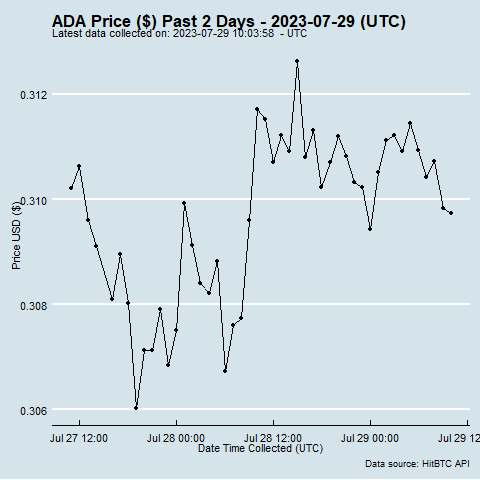 ADA Price ($) Past 2 Days - 2023-07-29 (UTC)
Latest data collected on: 2023-07-29 10:03:58  - UTC
0.312
0.310
0.308
0.306
Price USD ($)
Jul 27 12:00
Jul 28 00:00
Jul 28 12:00
Jul 29 00:00
Jul 29 12
Date Time Collected (UTC)
Data source: HitBTC API